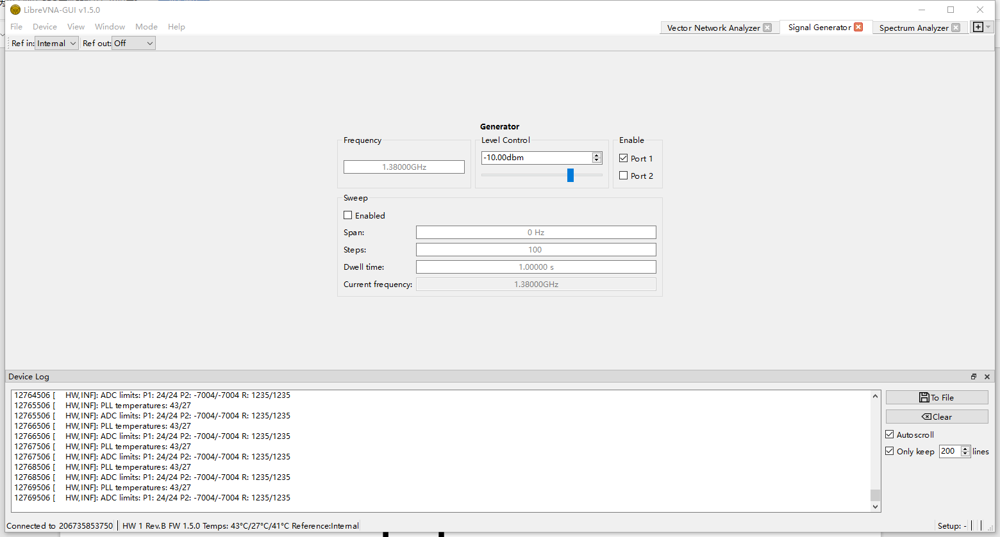 LibreVNA-GUI v1.5.0
File Device View Window Mode Help
Vector Network Analyzer Signal Generator Spectrum Analyzer
Ref in: Internal Ref out: Off
Generator
Frequency Level Control Enable
-10.00dbm Port 1
1.38000GHz
Port 2
Sweep
Enabled
Span: 0 Hz
Steps: 100
Dwell time: 1.00000 s
Current frequency: 1.38000GHz
Device Log
12764506 [ HW,INF]: ADC limits: P1: 24/24 P2: -7004/-7004 R: 1235/1235
12765506 [ HW,INF]: PLL temperatures: 43/27
12765506 [ HW,INF]: ADC limits: P1: 24/24 P2: -7004/-7004 R: 1235/1235
12766506 [ HW,INF]: PLL temperatures: 43/27
12766506 [ HW,INF]: ADC limits: P1: 24/24 P2: -7004/-7004 R: 1235/1235
12767506 [ HW,INF]: PLL temperatures: 43/27
12767506 [ HW,INF]: ADC limits: P1: 24/24 P2: -7004/-7004 R: 1235/1235
12768506 [ HW,INF]: PLL temperatures: 43/27
12768506 [ HW,INF]: ADC limits: P1: 24/24 P2: -7004/-7004 R: 1235/1235
12769506 [ HW,INF]: PLL temperatures: 43/27
12769506 [ HW,INF]: ADC limits: P1: 24/24 P2: -7004/-7004 R: 1235/1235
To File
Clear
Autoscroll
Only keep 200 lines
Connected to 206735853750 HW 1 Rev.B FW 1.5.0 Temps: 43°C/27°C/41°C Reference:Internal
Setup: -